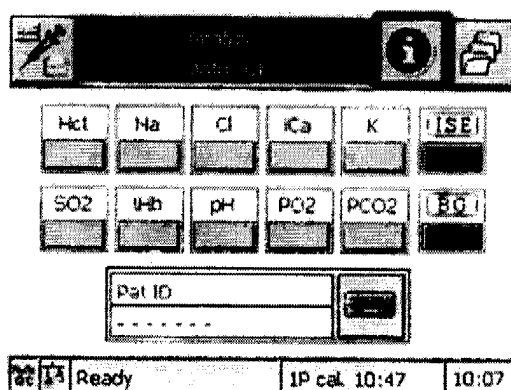 Hct Na Cl iCa K ISE
SO2 tHb pH PO2 PCO2 BG
Pat ID
- - - - - - -
Ready 1P cal. 10:47 10:07